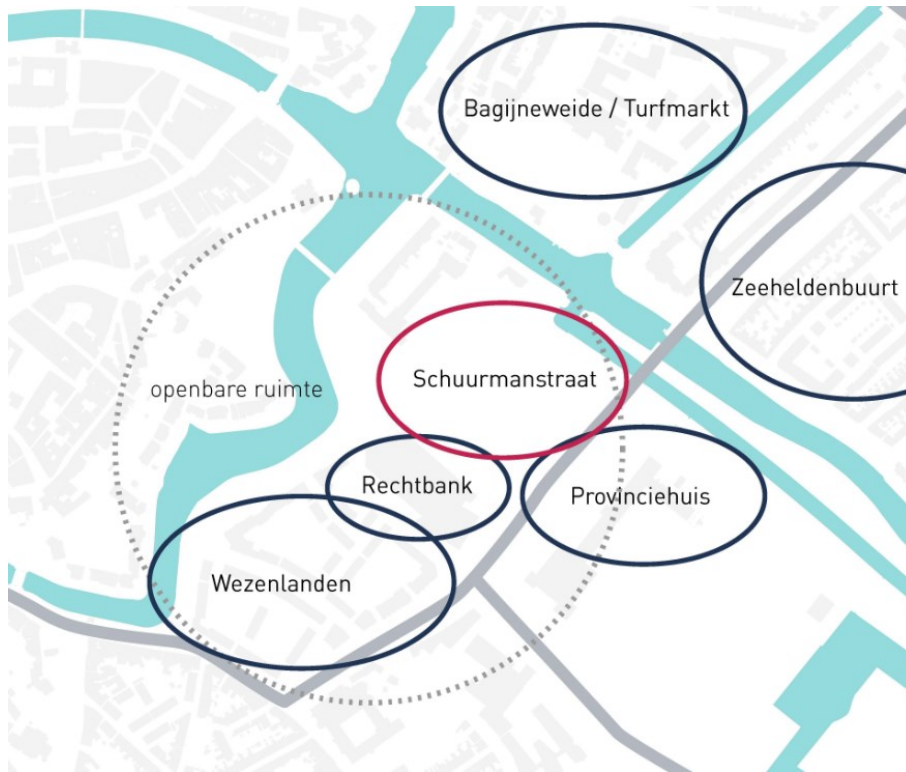 Bagijneweide / Turfmarkt
Zeeheldenbuurt
Schuurmanstraat
openbare ruimte
Rechtbank
Provinciehuis
Wezenlanden